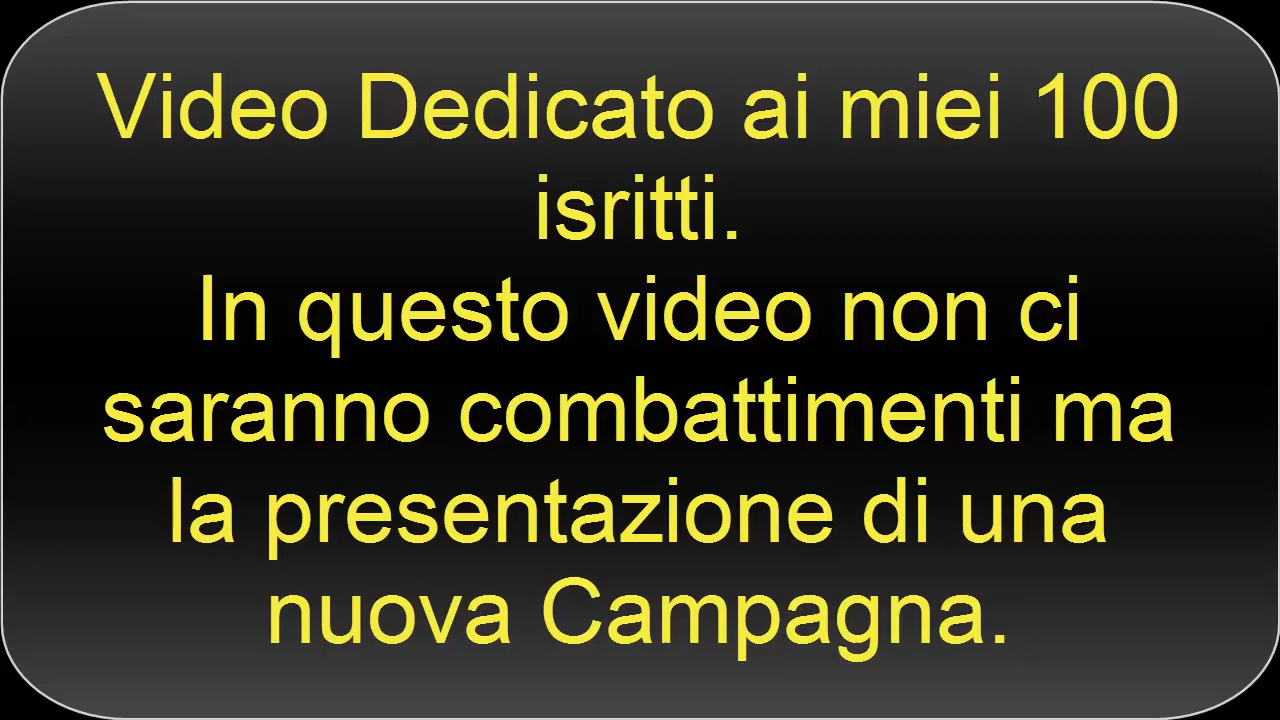 Video Dedicato ai miei 100
isritti.
In questo video non ci
saranno combattimenti ma
la presentazione di una
nuova Campagna.